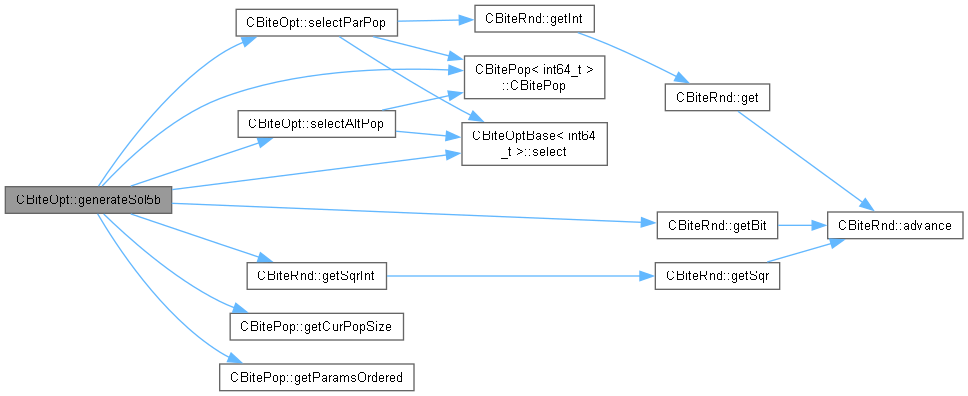 CBiteOpt::selectParPop
CBiteRnd::getInt
CBitePop< int64_t >
::CBitePop
CBiteRnd::get
CBiteOpt::selectAltPop
CBiteOptBase< int64
_t >::select
CBiteOpt::generateSol5b
CBiteRnd::getBit
CBiteRnd::advance
CBiteRnd::getSqrInt
CBiteRnd::getSqr
CBitePop::getCurPopSize
CBitePop::getParamsOrdered